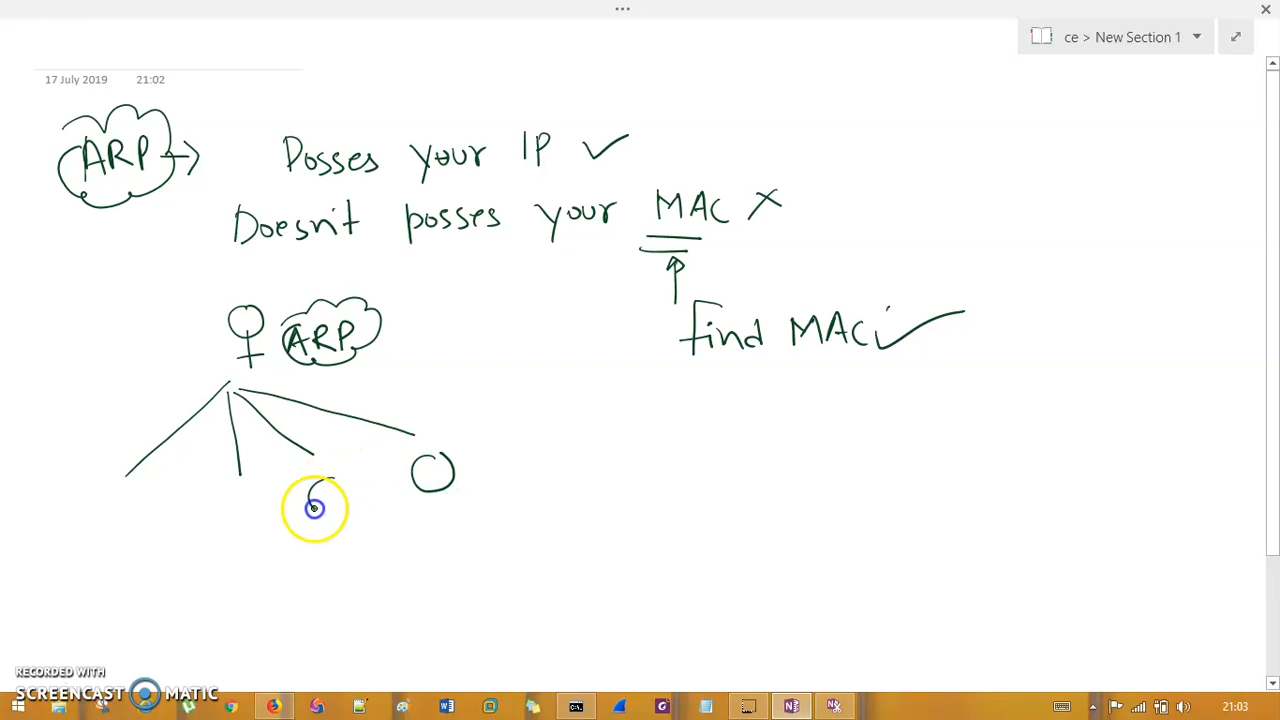 ce > New Section 1
17 July 2019 21:02
ARP → Posses your IP ✓
Doesn't posses your MAC ×
ARP
find MAC ✓
RECORDED WITH
SCREENCAST MATIC
21:03